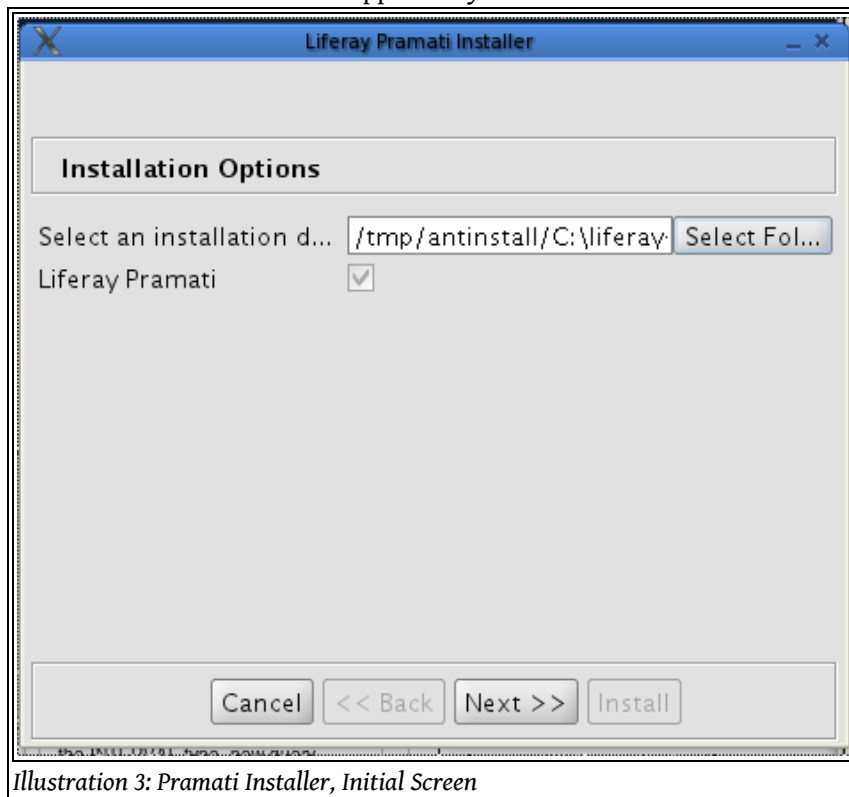 Liferay Pramati Installer
Installation Options
Select an installation d... /tmp/antinstall/C:\liferay- Select Fol...
Liferay Pramati
Cancel << Back Next >> Install
Illustration 3: Pramati Installer, Initial Screen